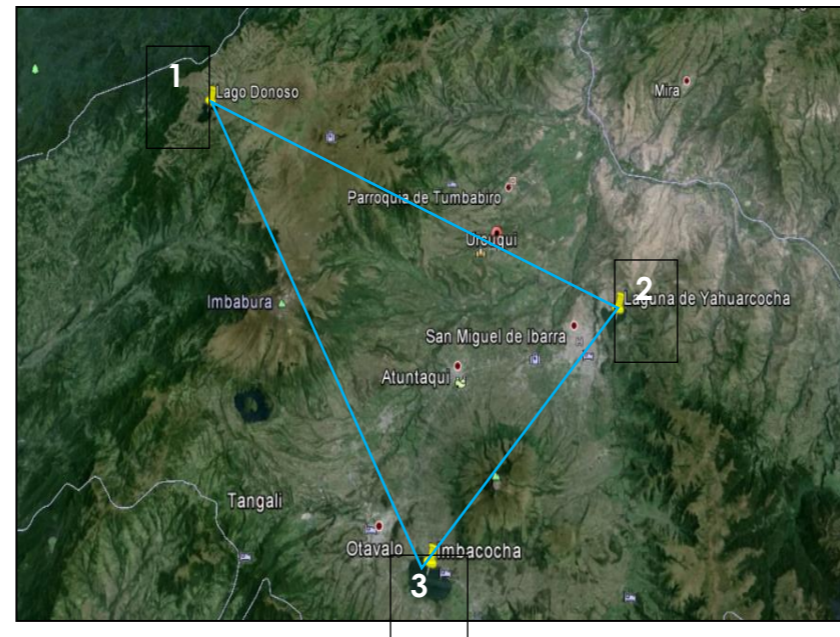 1
Lago Donoso
Mira
Parroquia de Tumbabiro
Urcuqui
2
Laguna de Yahuarcocha
Imbabura
San Miguel de Ibarra
Atuntaqui
Tangali
Otavalo
Imbacocha
3